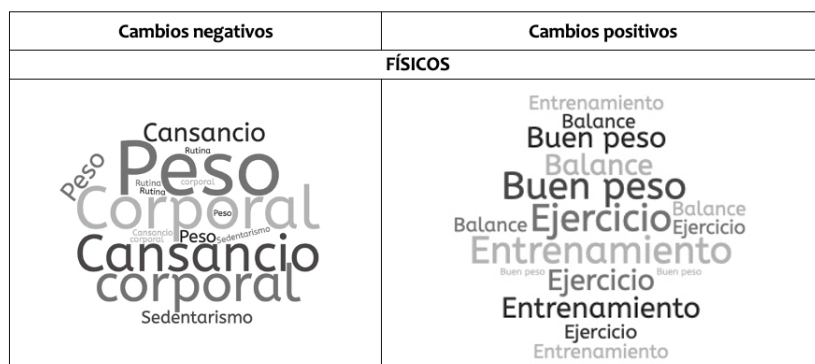 Cambios negativos
Cambios positivos
FÍSICOS
Cansancio
Rutina
Peso
Peso
Rutina
corporal
Rutina
Corporal
Peso
Cansancio
corporal
Peso
Sedentarismo
Cansancio
corporal
Sedentarismo
Entrenamiento
Balance
Buen peso
Balance
Buen peso
Balance
Ejercicio
Balance
Ejercicio
Entrenamiento
Buen peso
Buen peso
Ejercicio
Entrenamiento
Ejercicio
Entrenamiento